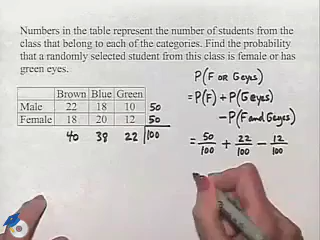 Numbers in the table represent the number of students from the
class that belong to each of the categories. Find the probability
that a randomly selected student from this class is female or has
green eyes.
P(F or G eyes)
= P(F) + P(G eyes)
- P(F and G eyes)
= 50/100 + 22/100 - 12/100
Brown Blue Green
Male 22 18 10 50
Female 18 20 12 50
40 38 22 100